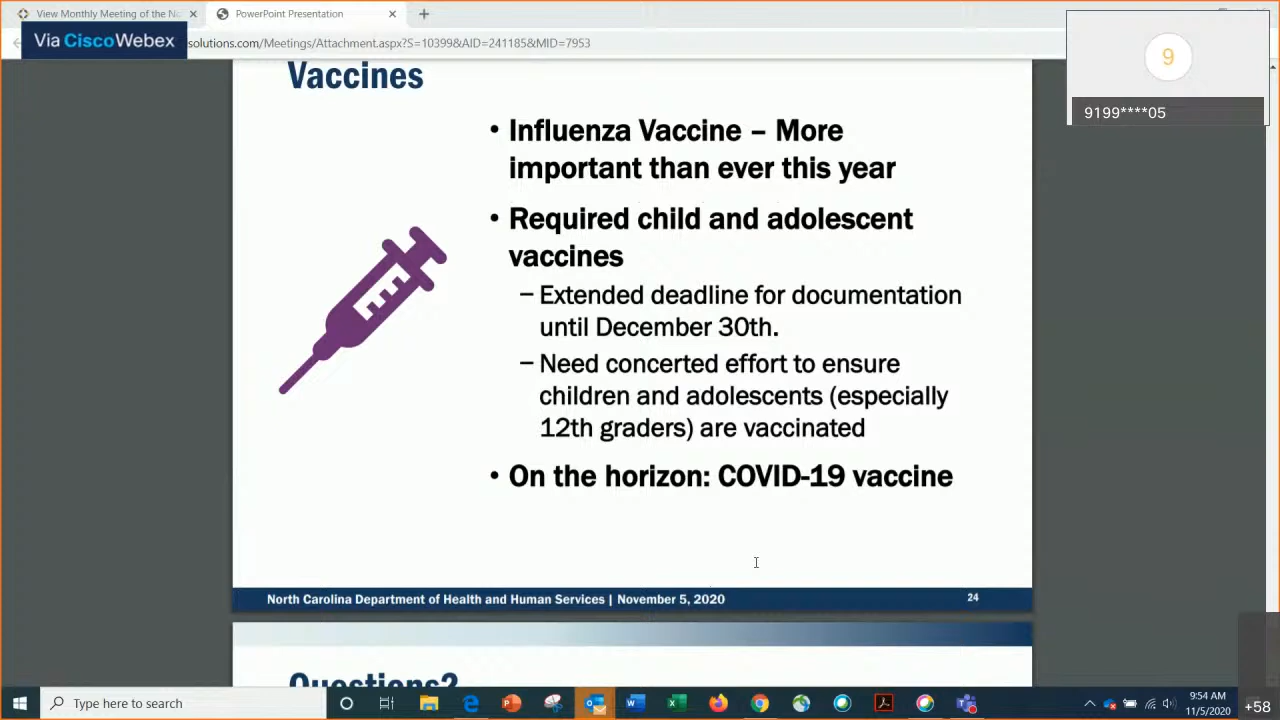 View Monthly Meeting of the No
PowerPoint Presentation
Via CiscoWebex
solutions.com/Meetings/Attachment.aspx?S=10399&AID=241185&MID=7953
9
9199****05
Vaccines
• Influenza Vaccine – More
important than ever this year
• Required child and adolescent
vaccines
– Extended deadline for documentation
until December 30th.
– Need concerted effort to ensure
children and adolescents (especially
12th graders) are vaccinated
• On the horizon: COVID-19 vaccine
North Carolina Department of Health and Human Services | November 5, 2020
24
Questions?
Type here to search
9:54 AM
11/5/2020
+58